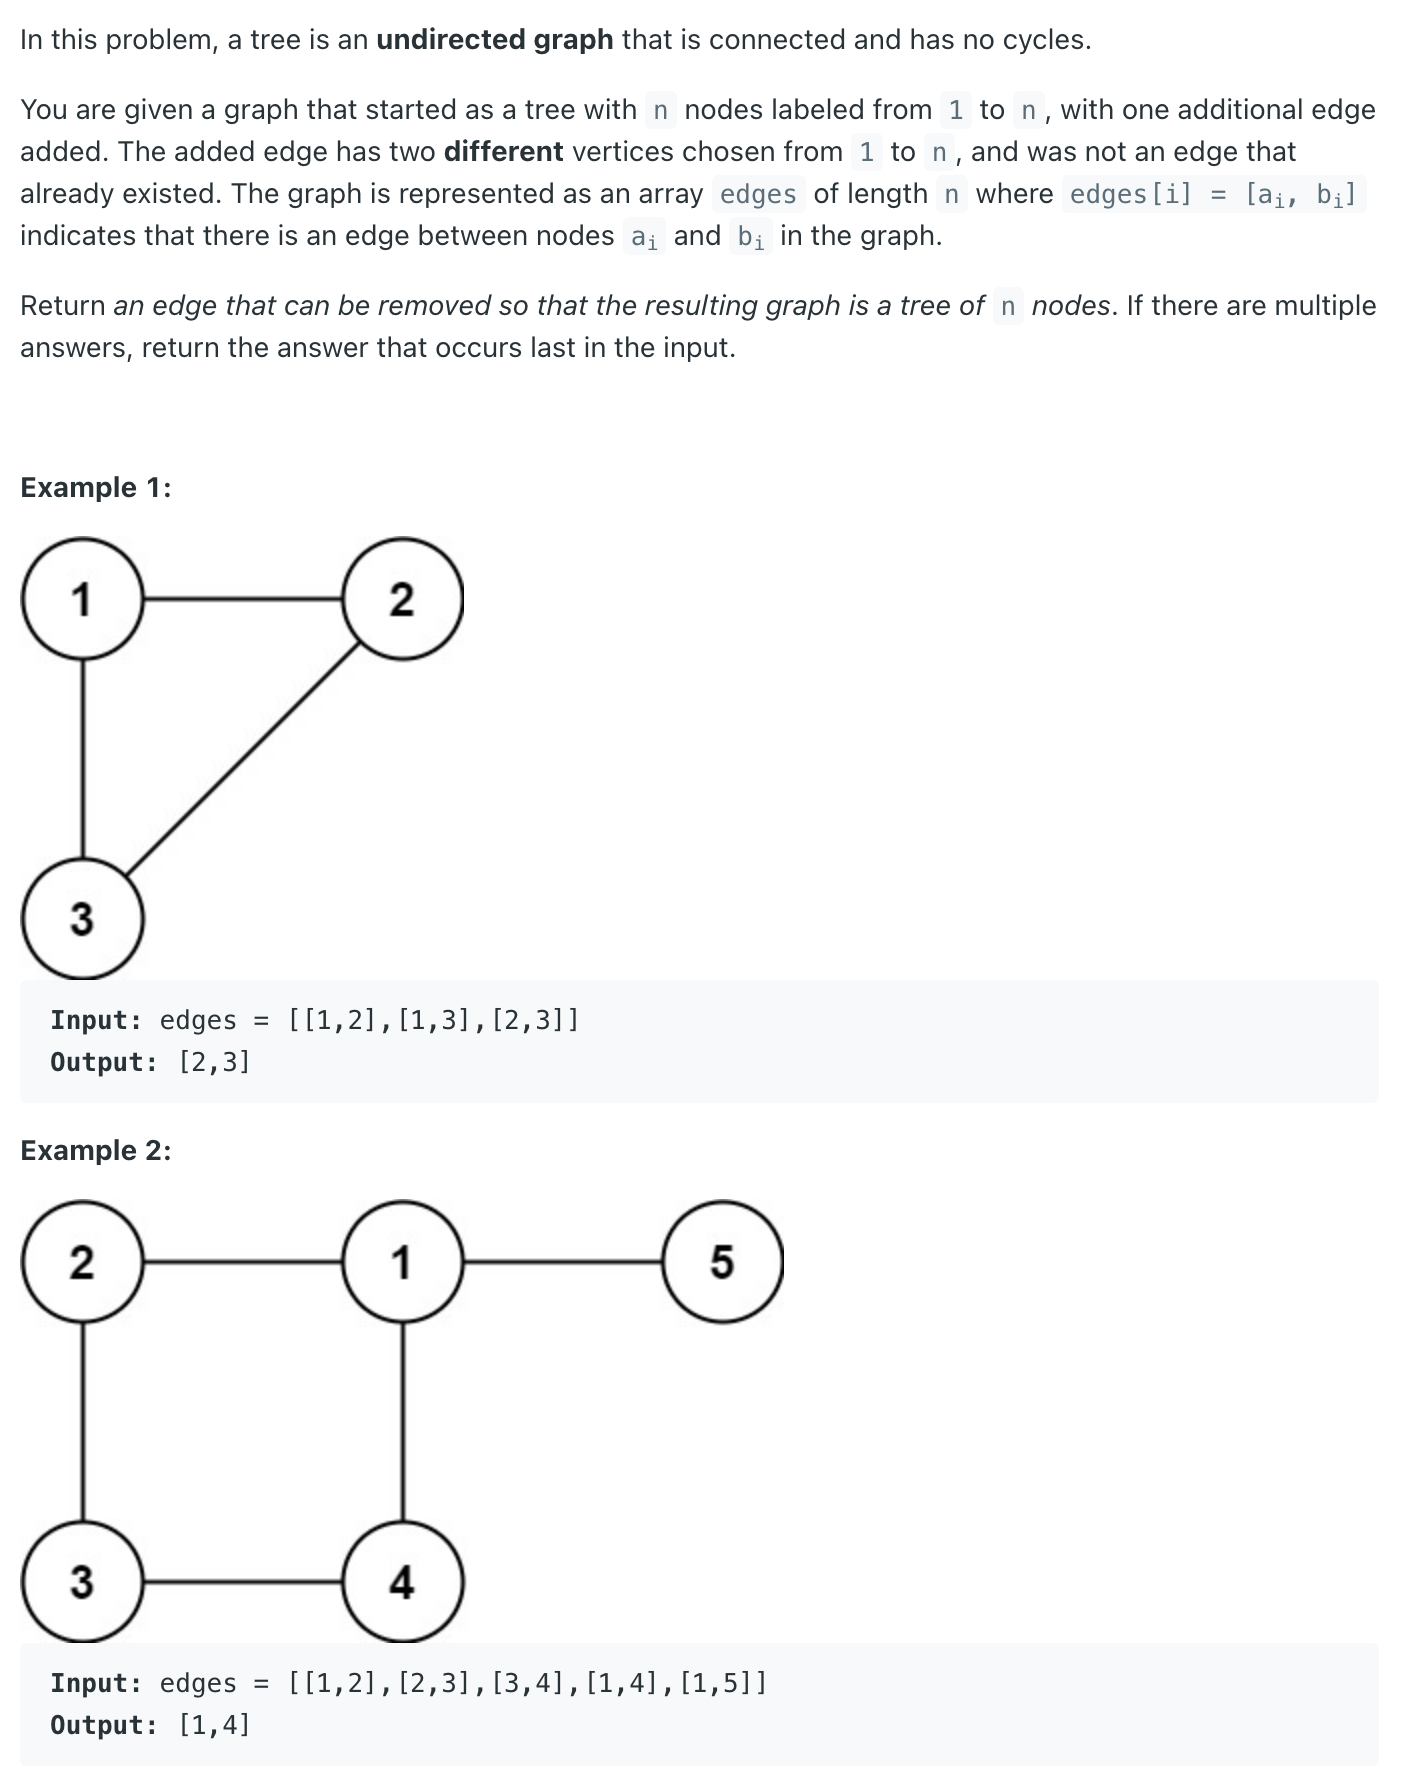 In this problem, a tree is an undirected graph that is connected and has no cycles.
You are given a graph that started as a tree with n nodes labeled from 1 to n, with one additional edge
added. The added edge has two different vertices chosen from 1 to n, and was not an edge that
already existed. The graph is represented as an array edges of length n where edges[i] = [aᵢ, bᵢ]
indicates that there is an edge between nodes aᵢ and bᵢ in the graph.
Return an edge that can be removed so that the resulting graph is a tree of n nodes. If there are multiple
answers, return the answer that occurs last in the input.
Example 1:
1 2
3
Input: edges = [[1,2],[1,3],[2,3]]
Output: [2,3]
Example 2:
2 1 5
3 4
Input: edges = [[1,2],[2,3],[3,4],[1,4],[1,5]]
Output: [1,4]